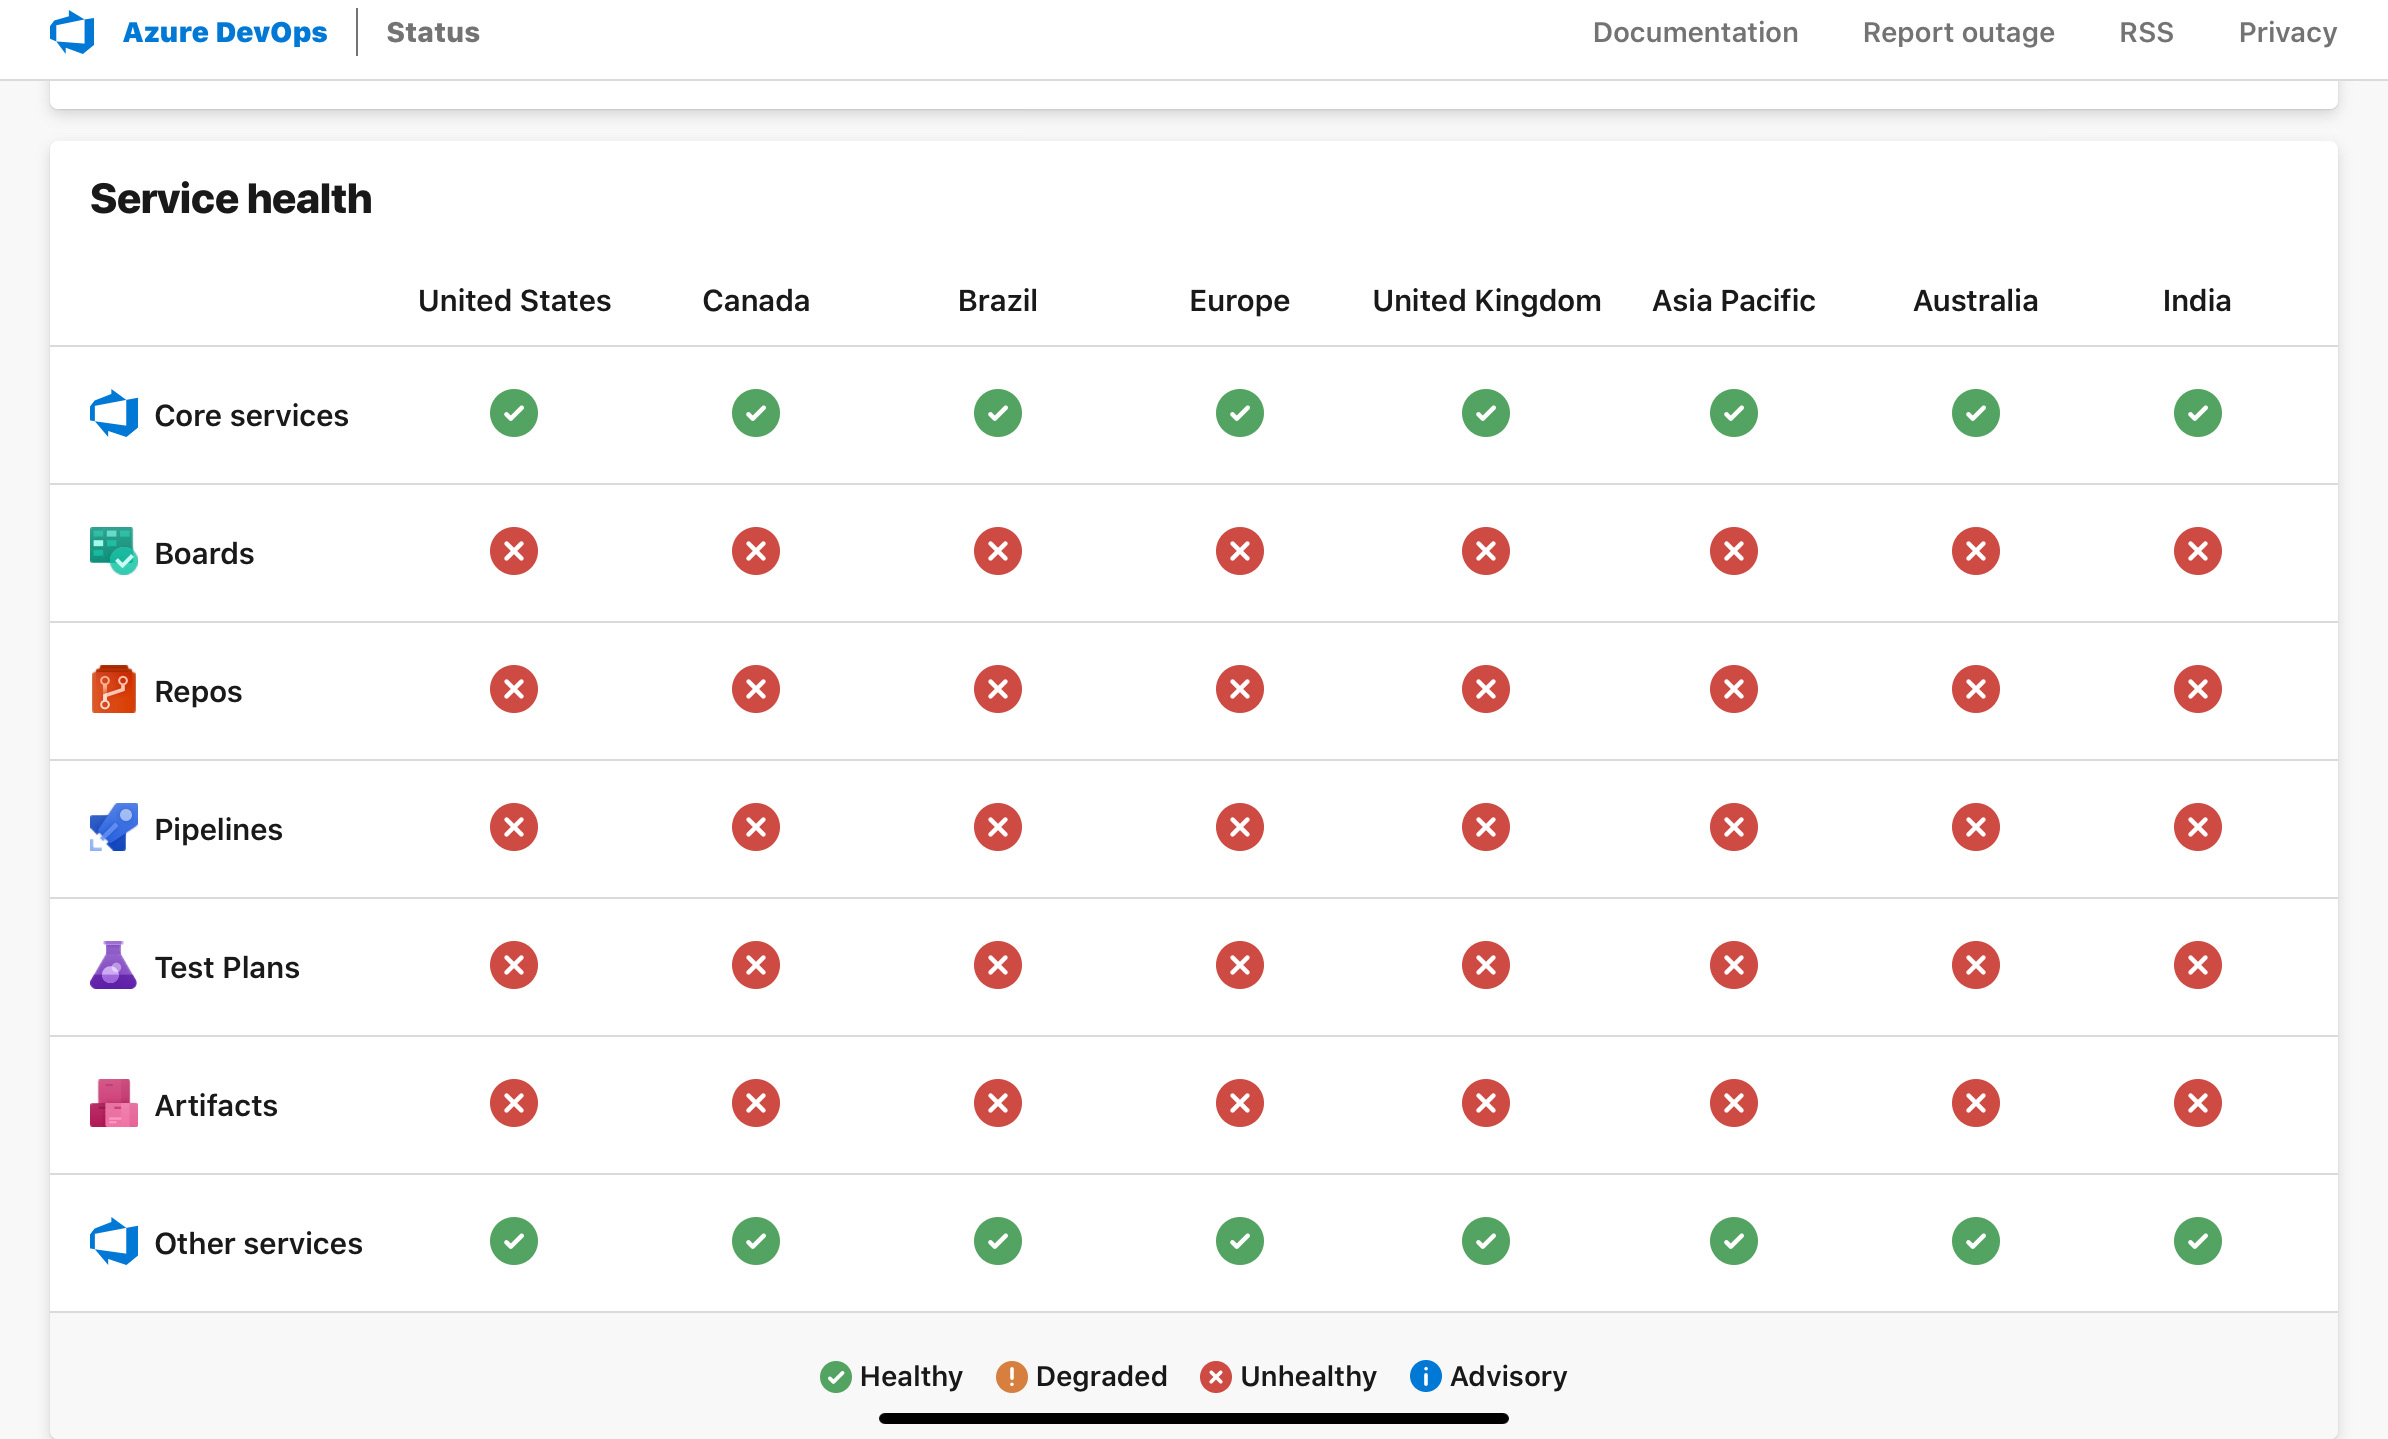 Azure DevOps Status Documentation Report outage RSS Privacy
Service health
United States Canada Brazil Europe United Kingdom Asia Pacific Australia India
Core services
Boards
Repos
Pipelines
Test Plans
Artifacts
Other services
Healthy Degraded Unhealthy Advisory